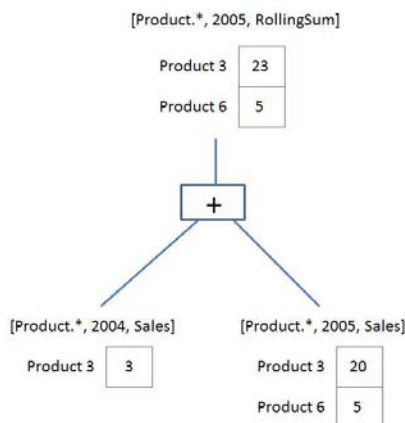 [Product.*, 2005, RollingSum]
Product 3 23
Product 6 5
+
[Product.*, 2004, Sales]
Product 3 3
[Product.*, 2005, Sales]
Product 3 20
Product 6 5